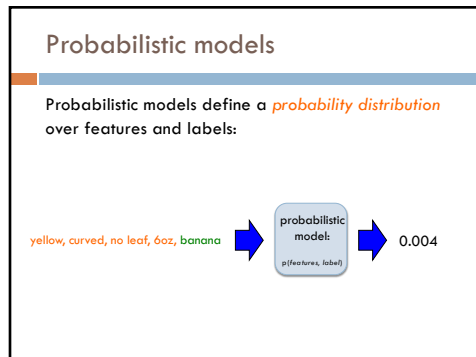 Probabilistic models
Probabilistic models define a probability distribution
over features and labels:
yellow, curved, no leaf, 6oz, banana
probabilistic
model:
p(features, label)
0.004